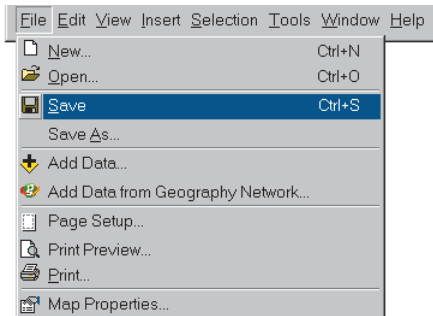 File Edit View Insert Selection Tools Window Help
New... Ctrl+N
Open... Ctrl+O
Save Ctrl+S
Save As...
Add Data...
Add Data from Geography Network...
Page Setup...
Print Preview...
Print...
Map Properties...